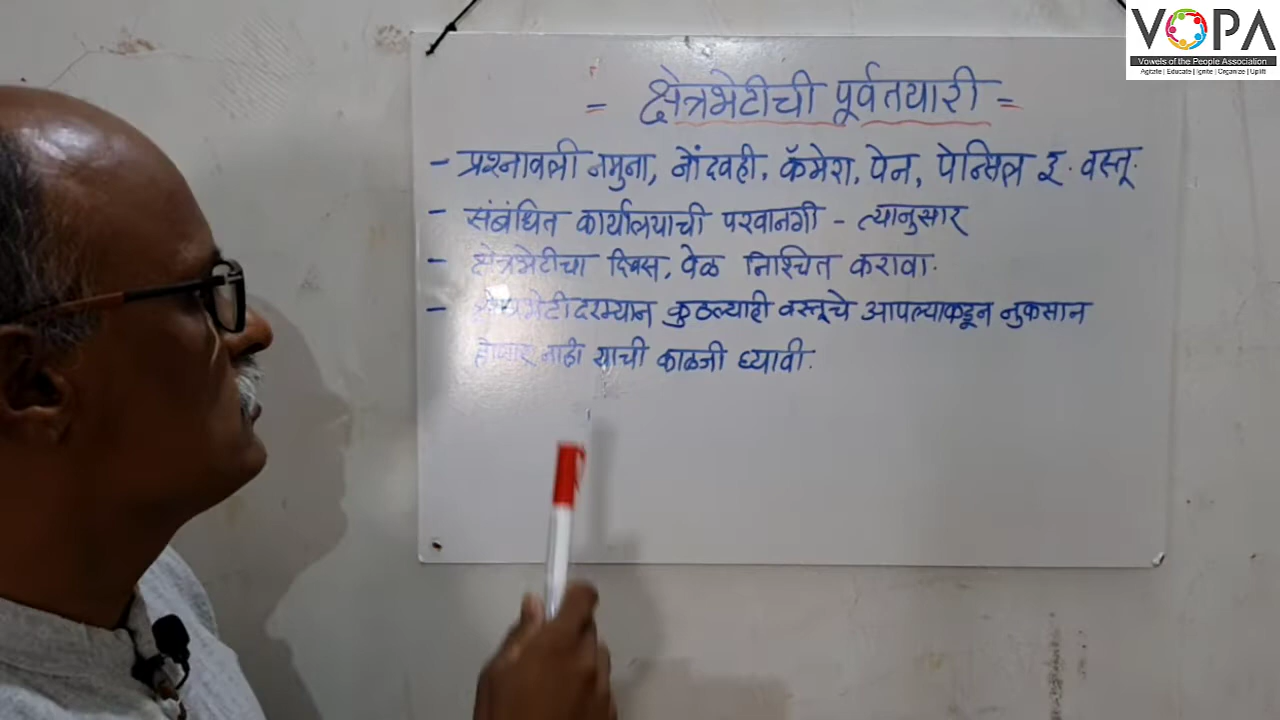 VOPA
Vowels of the People Association
Agitate | Educate | Ignite | Organize | Uplift
= क्षेत्रभेटीची पूर्वतयारी =
- प्रश्नावली नमुना, नोंदवही, कॅमेरा, पेन, पेन्सिल इ. वस्तू.
- संबंधित कार्यालयाची परवानगी - त्यानुसार
- क्षेत्रभेटीचा दिवस, वेळ निश्चित करावा.
- क्षेत्रभेटीदरम्यान कुठल्याही वस्तूचे आपल्याकडून नुकसान
होणार नाही याची काळजी घ्यावी.